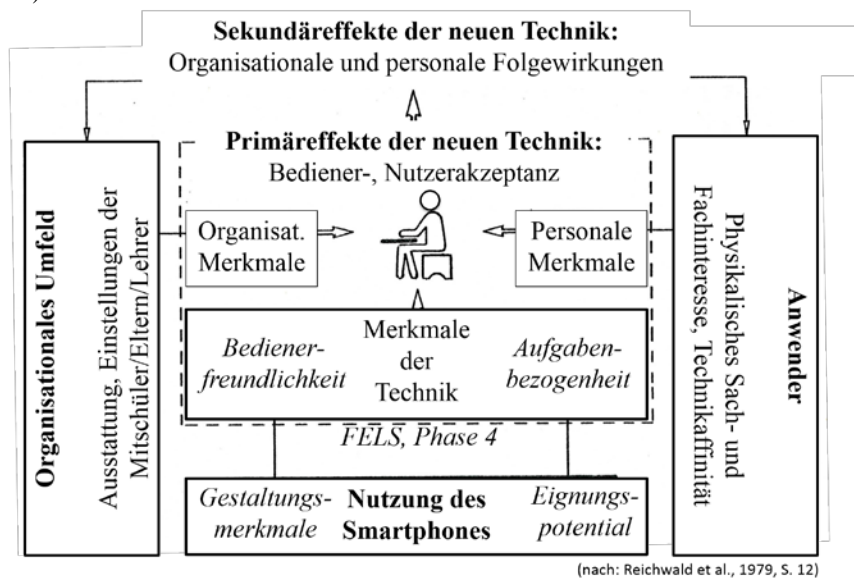 )
Sekundäreffekte der neuen Technik:
Organisationale und personale Folgewirkungen
Primäreffekte der neuen Technik:
Bediener-, Nutzerakzeptanz
Organisationales Umfeld
Ausstattung, Einstellungen der
Mitschüler/Eltern/Lehrer
Organisat.
Merkmale
Personale
Merkmale
Physikalisches Sach- und
Fachinteresse, Technikaffinität
Anwender
Bediener-
freundlichkeit
Merkmale
der
Technik
Aufgaben-
bezogenheit
FELS, Phase 4
Gestaltungs-
merkmale
Nutzung des
Smartphones
Eignungs-
potential
(nach: Reichwald et al., 1979, S. 12)